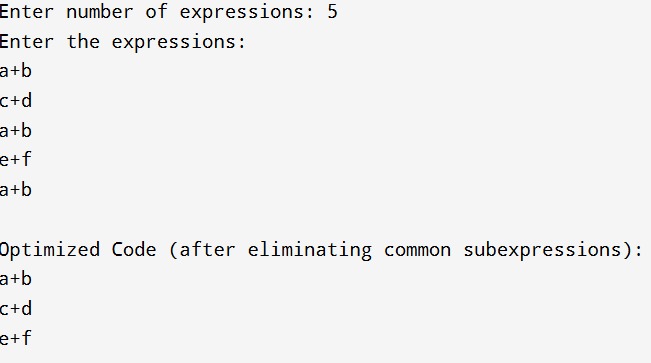 Enter number of expressions: 5
Enter the expressions:
a+b
c+d
a+b
e+f
a+b

Optimized Code (after eliminating common subexpressions):
a+b
c+d
e+f